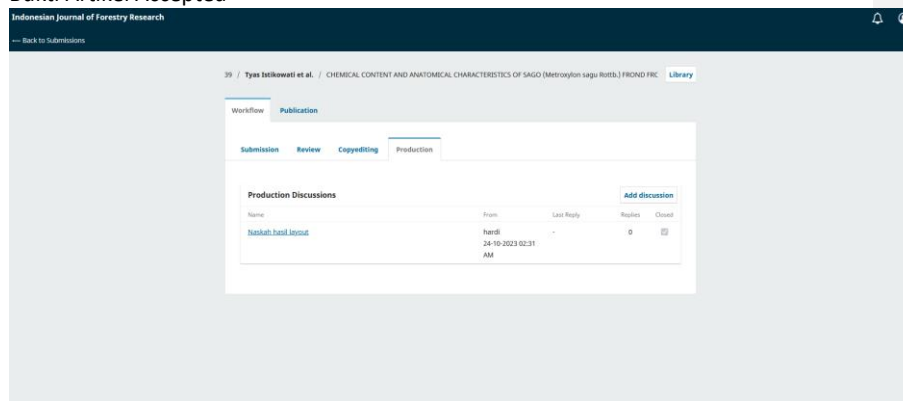 Bukti Artikel Accepted
Indonesian Journal of Forestry Research
← Back to Submissions
39 / Tyas Istikowati et al. / CHEMICAL CONTENT AND ANATOMICAL CHARACTERISTICS OF SAGO (Metroxylon sagu Rottb.) FROND FRC Library
Workflow Publication
Submission Review Copyediting Production
Production Discussions Add discussion
Name From Last Reply Replies Closed
Naskah hasil layout hardi - 0
24-10-2023 02:31
AM